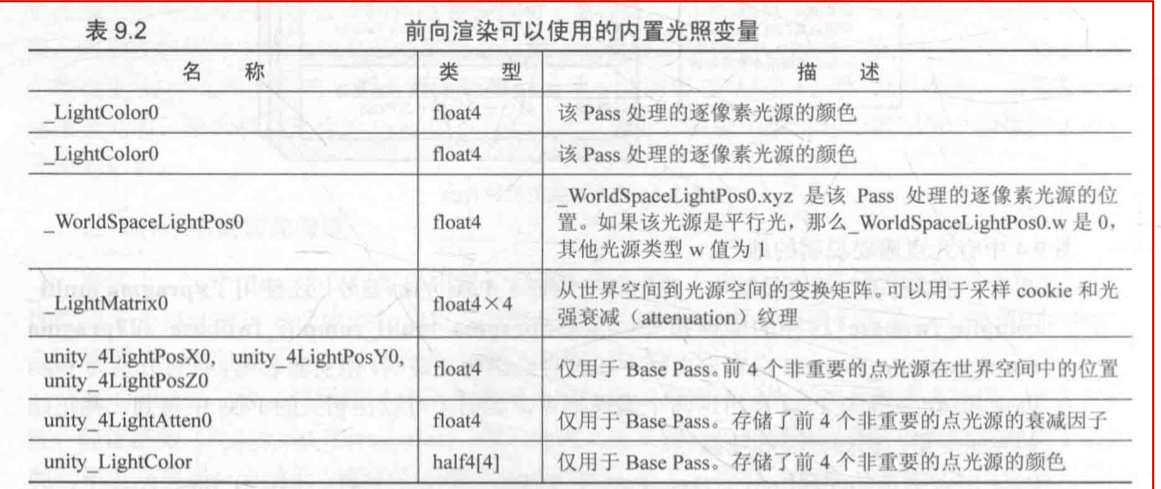 表 9.2 前向渲染可以使用的内置光照变量
名 称 类 型 描 述
_LightColor0 float4 该 Pass 处理的逐像素光源的颜色
_LightColor0 float4 该 Pass 处理的逐像素光源的颜色
_WorldSpaceLightPos0.xyz 是该 Pass 处理的逐像素光源的位
_WorldSpaceLightPos0 float4 置。如果该光源是平行光，那么_WorldSpaceLightPos0.w 是 0，
其他光源类型 w 值为 1
_LightMatrix0 float4×4 从世界空间到光源空间的变换矩阵。可以用于采样 cookie 和光
强衰减（attenuation）纹理
unity_4LightPosX0, unity_4LightPosY0,
unity_4LightPosZ0 float4 仅用于 Base Pass。前 4 个非重要的点光源在世界空间中的位置
unity_4LightAtten0 float4 仅用于 Base Pass。存储了前 4 个非重要的点光源的衰减因子
unity_LightColor half4[4] 仅用于 Base Pass。存储了前 4 个非重要的点光源的颜色